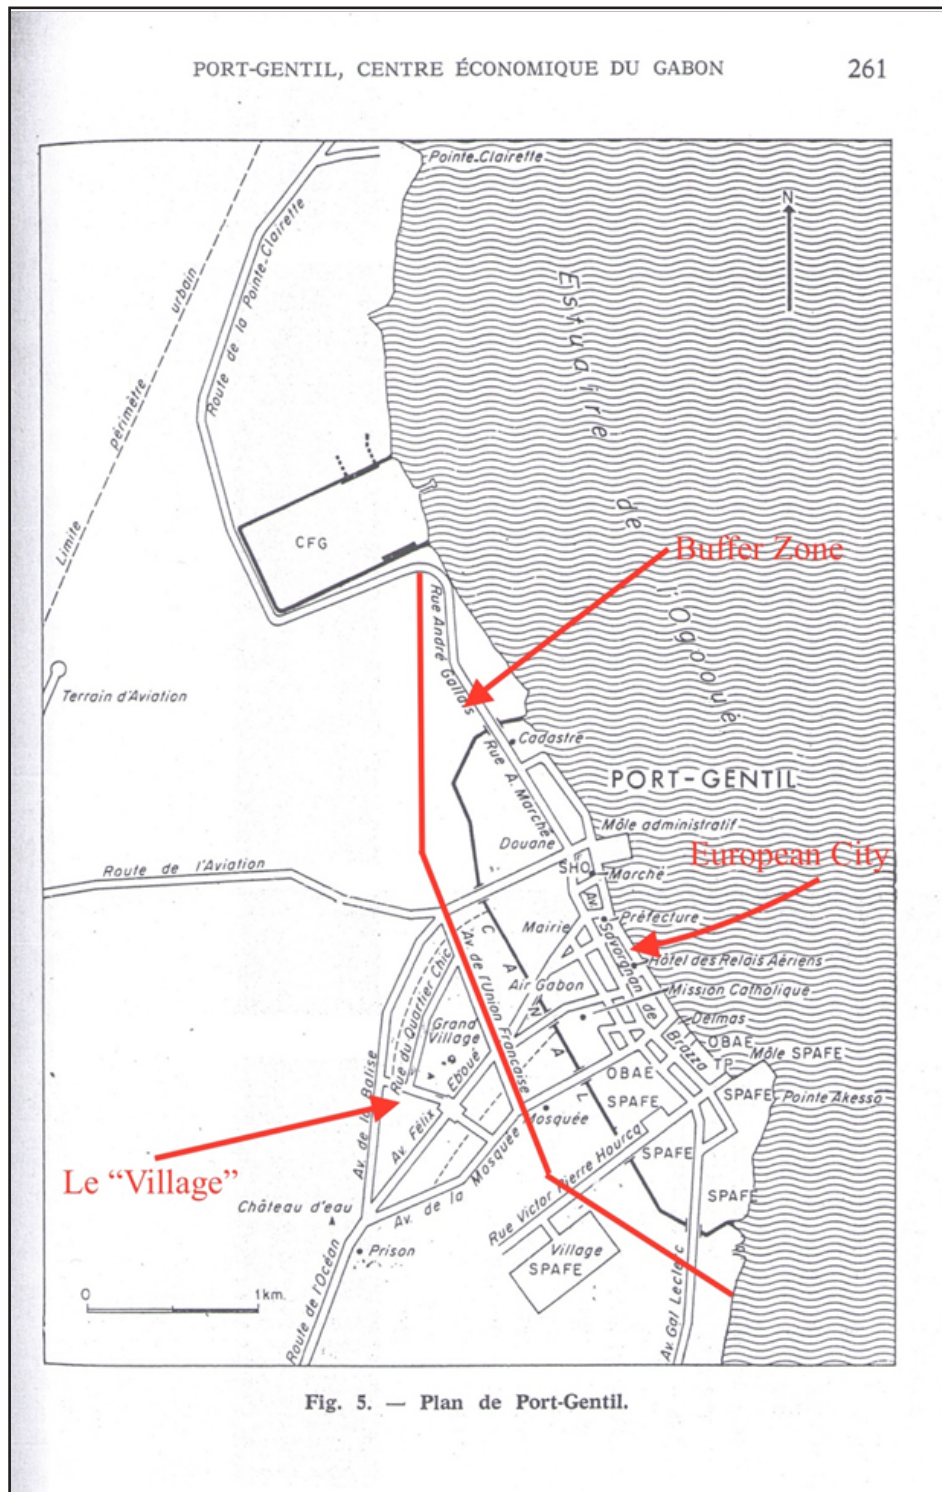 PORT-GENTIL, CENTRE ÉCONOMIQUE DU GABON 261
Pointe-Clairette
N
Route de la Pointe-Clairette
Limite périmètre urbain
Estuaire de l'Ogooué
CFG
Buffer Zone
Rue André Gallais
Terrain d'Aviation
Cadastre
Rue A. Marché
PORT-GENTIL
Môle administratif
Douane
European City
Route de l'Aviation
SHO
Marché
Av. Savorgnan de Brazza
Préfecture
Mairie
Hôtel des Relais Aériens
CANAL
Av. de l'Union Française
Air Gabon
Mission Catholique
Rue du Quartier Chic
Grand
Village
Delmas
OBAE
Môle SPAFE
TP
Av. Félix Eboué
OBAE
SPAFE
SPAFE
Pointe Akesso
Av. de la Balise
Mosquée
Le “Village”
SPAFE
Rue Victor Pierre Hourcq
Av. de la Mosquée
SPAFE
Château d'eau
Prison
Village
SPAFE
0 1km.
Route de l'Océan
Av. Gal Leclerc
Fig. 5. — Plan de Port-Gentil.